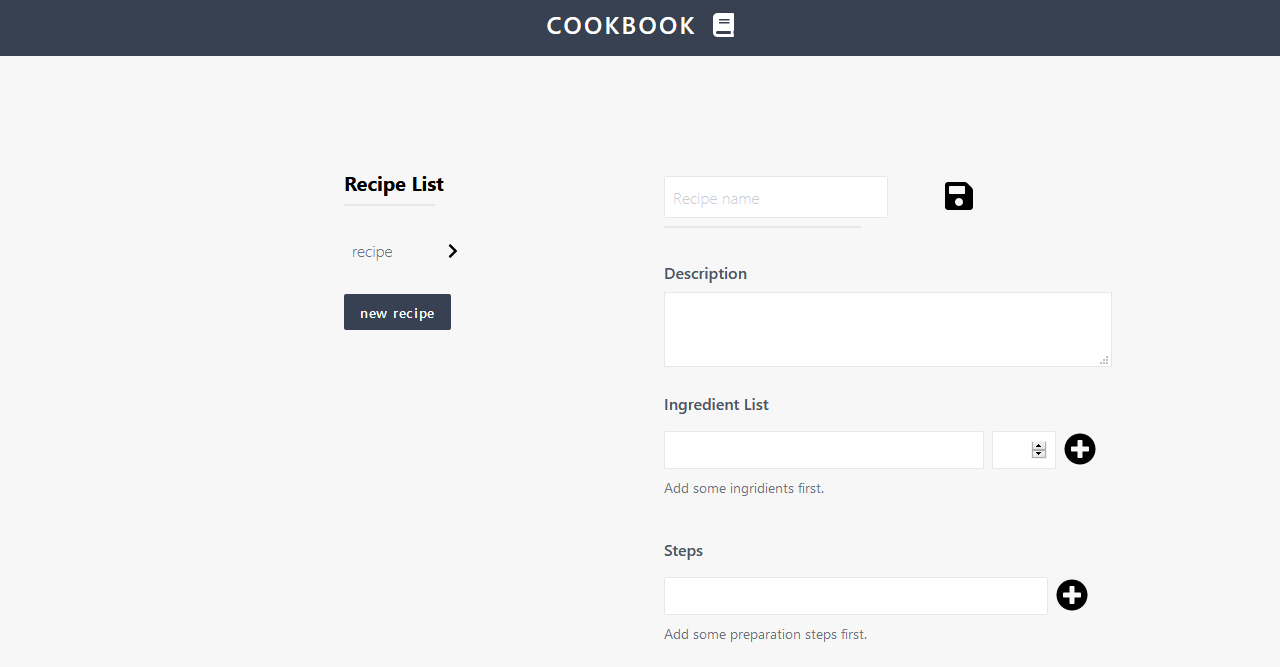 COOKBOOK
Recipe List
recipe
new recipe
Recipe name
Description
Ingredient List
Add some ingridients first.
Steps
Add some preparation steps first.